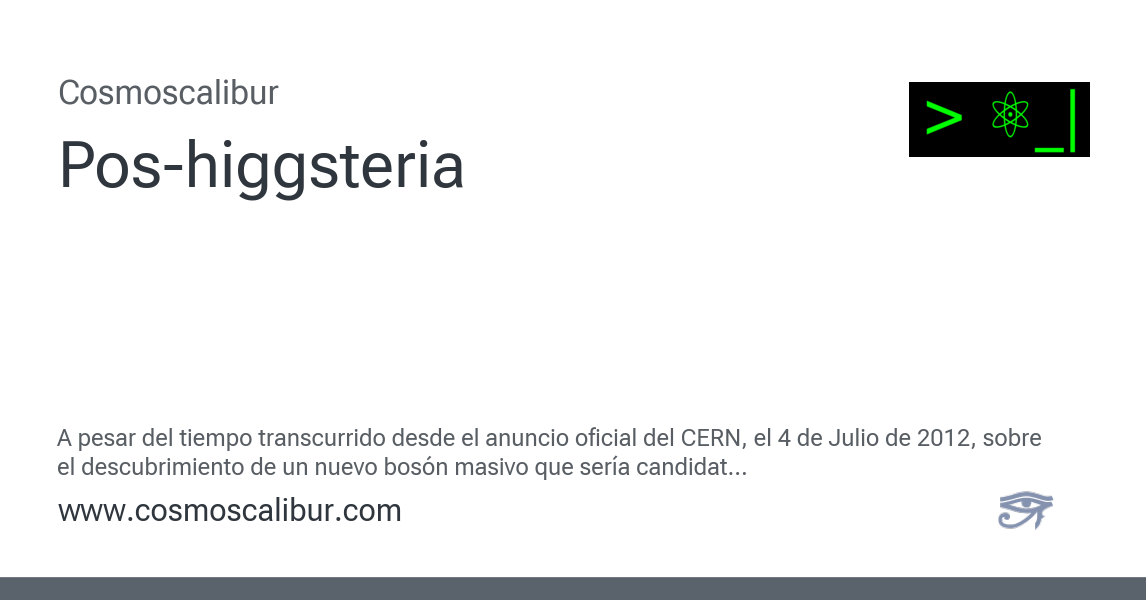 Cosmoscalibur
Pos-higgsteria
> ⚛_|
A pesar del tiempo transcurrido desde el anuncio oficial del CERN, el 4 de Julio de 2012, sobre
el descubrimiento de un nuevo bosón masivo que sería candidat...
www.cosmoscalibur.com